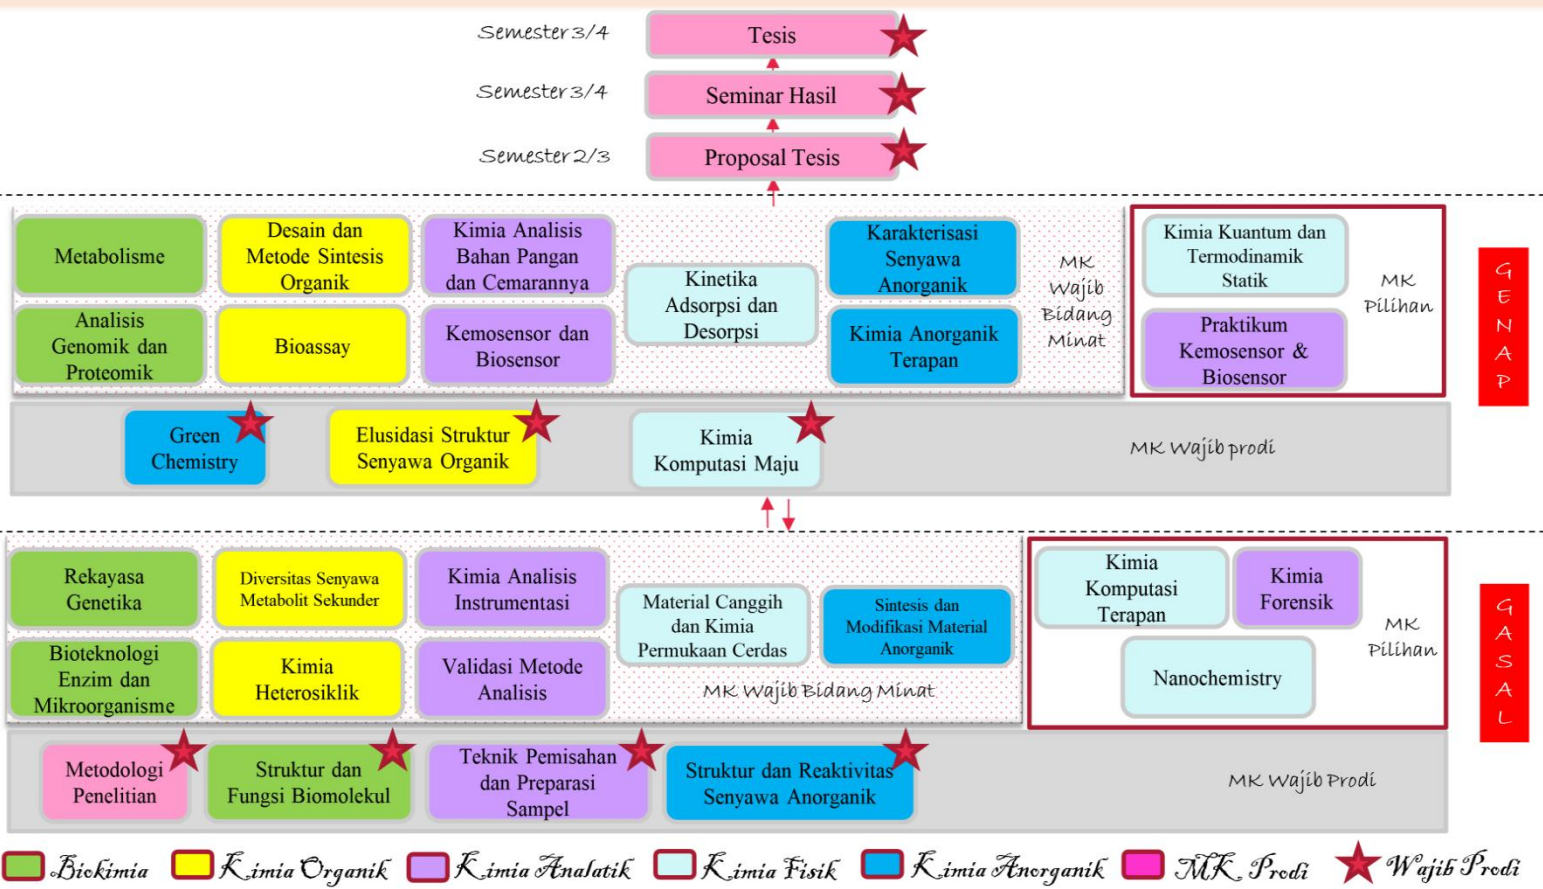 Semester 3/4
Tesis
Semester 3/4
Seminar Hasil
Semester 2/3
Proposal Tesis
Metabolisme
Desain dan
Metode Sintesis
Organik
Kimia Analisis
Bahan Pangan
dan Cemarannya
Kinetika
Adsorpsi dan
Desorpsi
Karakterisasi
Senyawa
Anorganik
MK
Wajib
Bidang
Minat
Kimia Kuantum dan
Termodinamik
Statik
MK
Pilihan
GENAP
Analisis
Genomik dan
Proteomik
Bioassay
Kemosensor dan
Biosensor
Kimia Anorganik
Terapan
Praktikum
Kemosensor &
Biosensor
Green
Chemistry
Elusidasi Struktur
Senyawa Organik
Kimia
Komputasi Maju
MK Wajib prodi
Rekayasa
Genetika
Diversitas Senyawa
Metabolit Sekunder
Kimia Analisis
Instrumentasi
Material Canggih
dan Kimia
Permukaan Cerdas
Sintesis dan
Modifikasi Material
Anorganik
Kimia
Komputasi
Terapan
Kimia
Forensik
MK
Pilihan
GASAL
Bioteknologi
Enzim dan
Mikroorganisme
Kimia
Heterosiklik
Validasi Metode
Analisis
MK Wajib Bidang Minat
Nanochemistry
Metodologi
Penelitian
Struktur dan
Fungsi Biomolekul
Teknik Pemisahan
dan Preparasi
Sampel
Struktur dan Reaktivitas
Senyawa Anorganik
MK Wajib Prodi
Biokimia
Kimia Organik
Kimia Analatik
Kimia Fisik
Kimia Anorganik
MK Prodi
Wajib Prodi